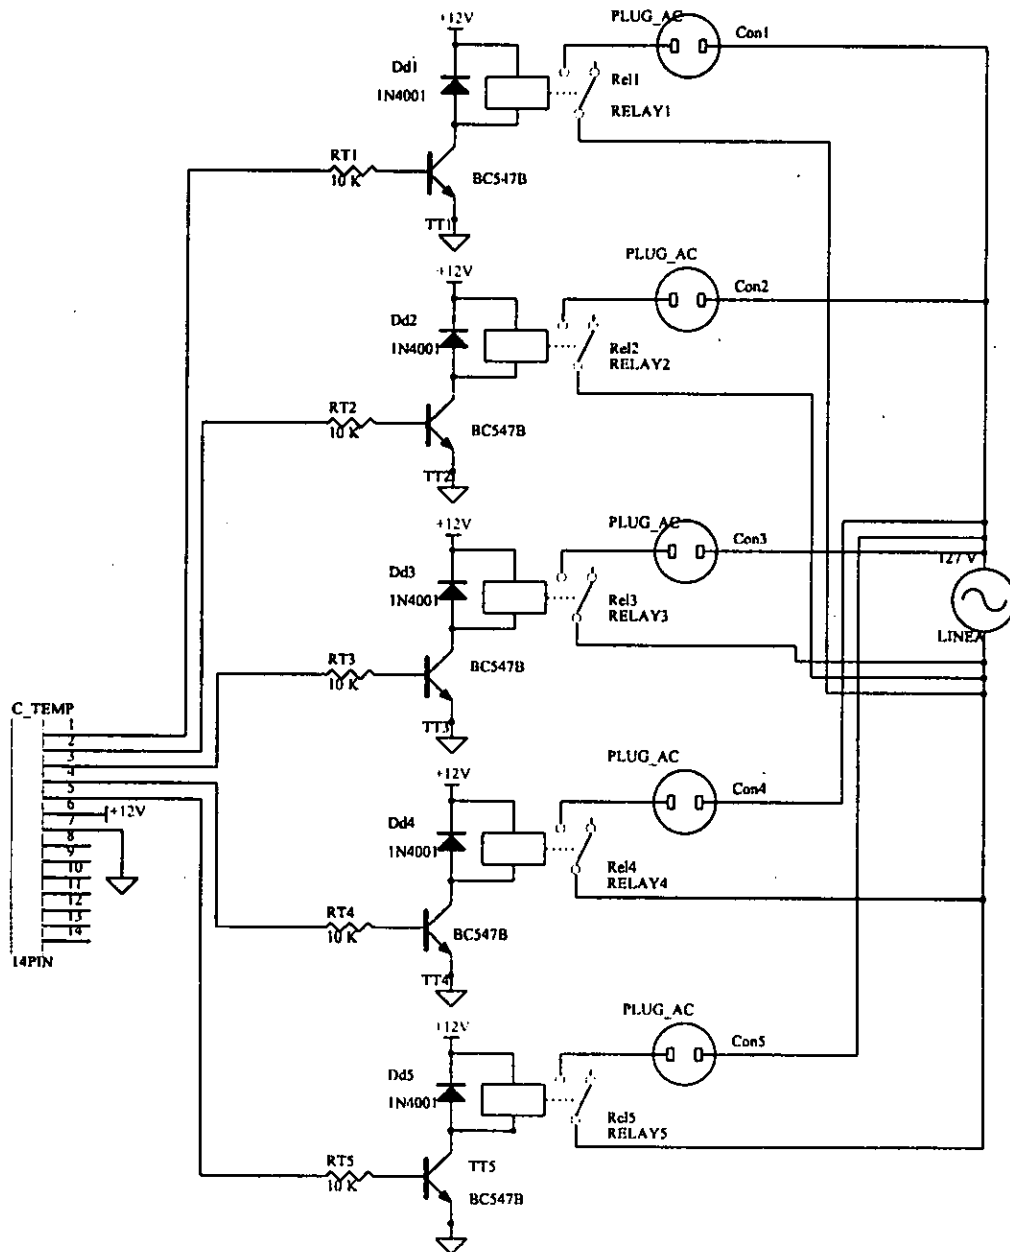 +12V
PLUG_AC
Con1
Dd1
1N4001
Rel1
RELAY1
RT1
10 K
BC547B
TT1
+12V
PLUG_AC
Con2
Dd2
1N4001
Rel2
RELAY2
RT2
10 K
BC547B
TT2
+12V
PLUG_AC
Con3
127 V
Dd3
1N4001
Rel3
RELAY3
LINEA
RT3
10 K
BC547B
TT3
C_TEMP
1
2
3
4
5
6
7
8
9
10
11
12
13
14
+12V
14PIN
+12V
PLUG_AC
Con4
Dd4
1N4001
Rel4
RELAY4
RT4
10 K
BC547B
TT4
+12V
PLUG_AC
Con5
Dd5
1N4001
Rel5
RELAY5
RT5
10 K
TT5
BC547B